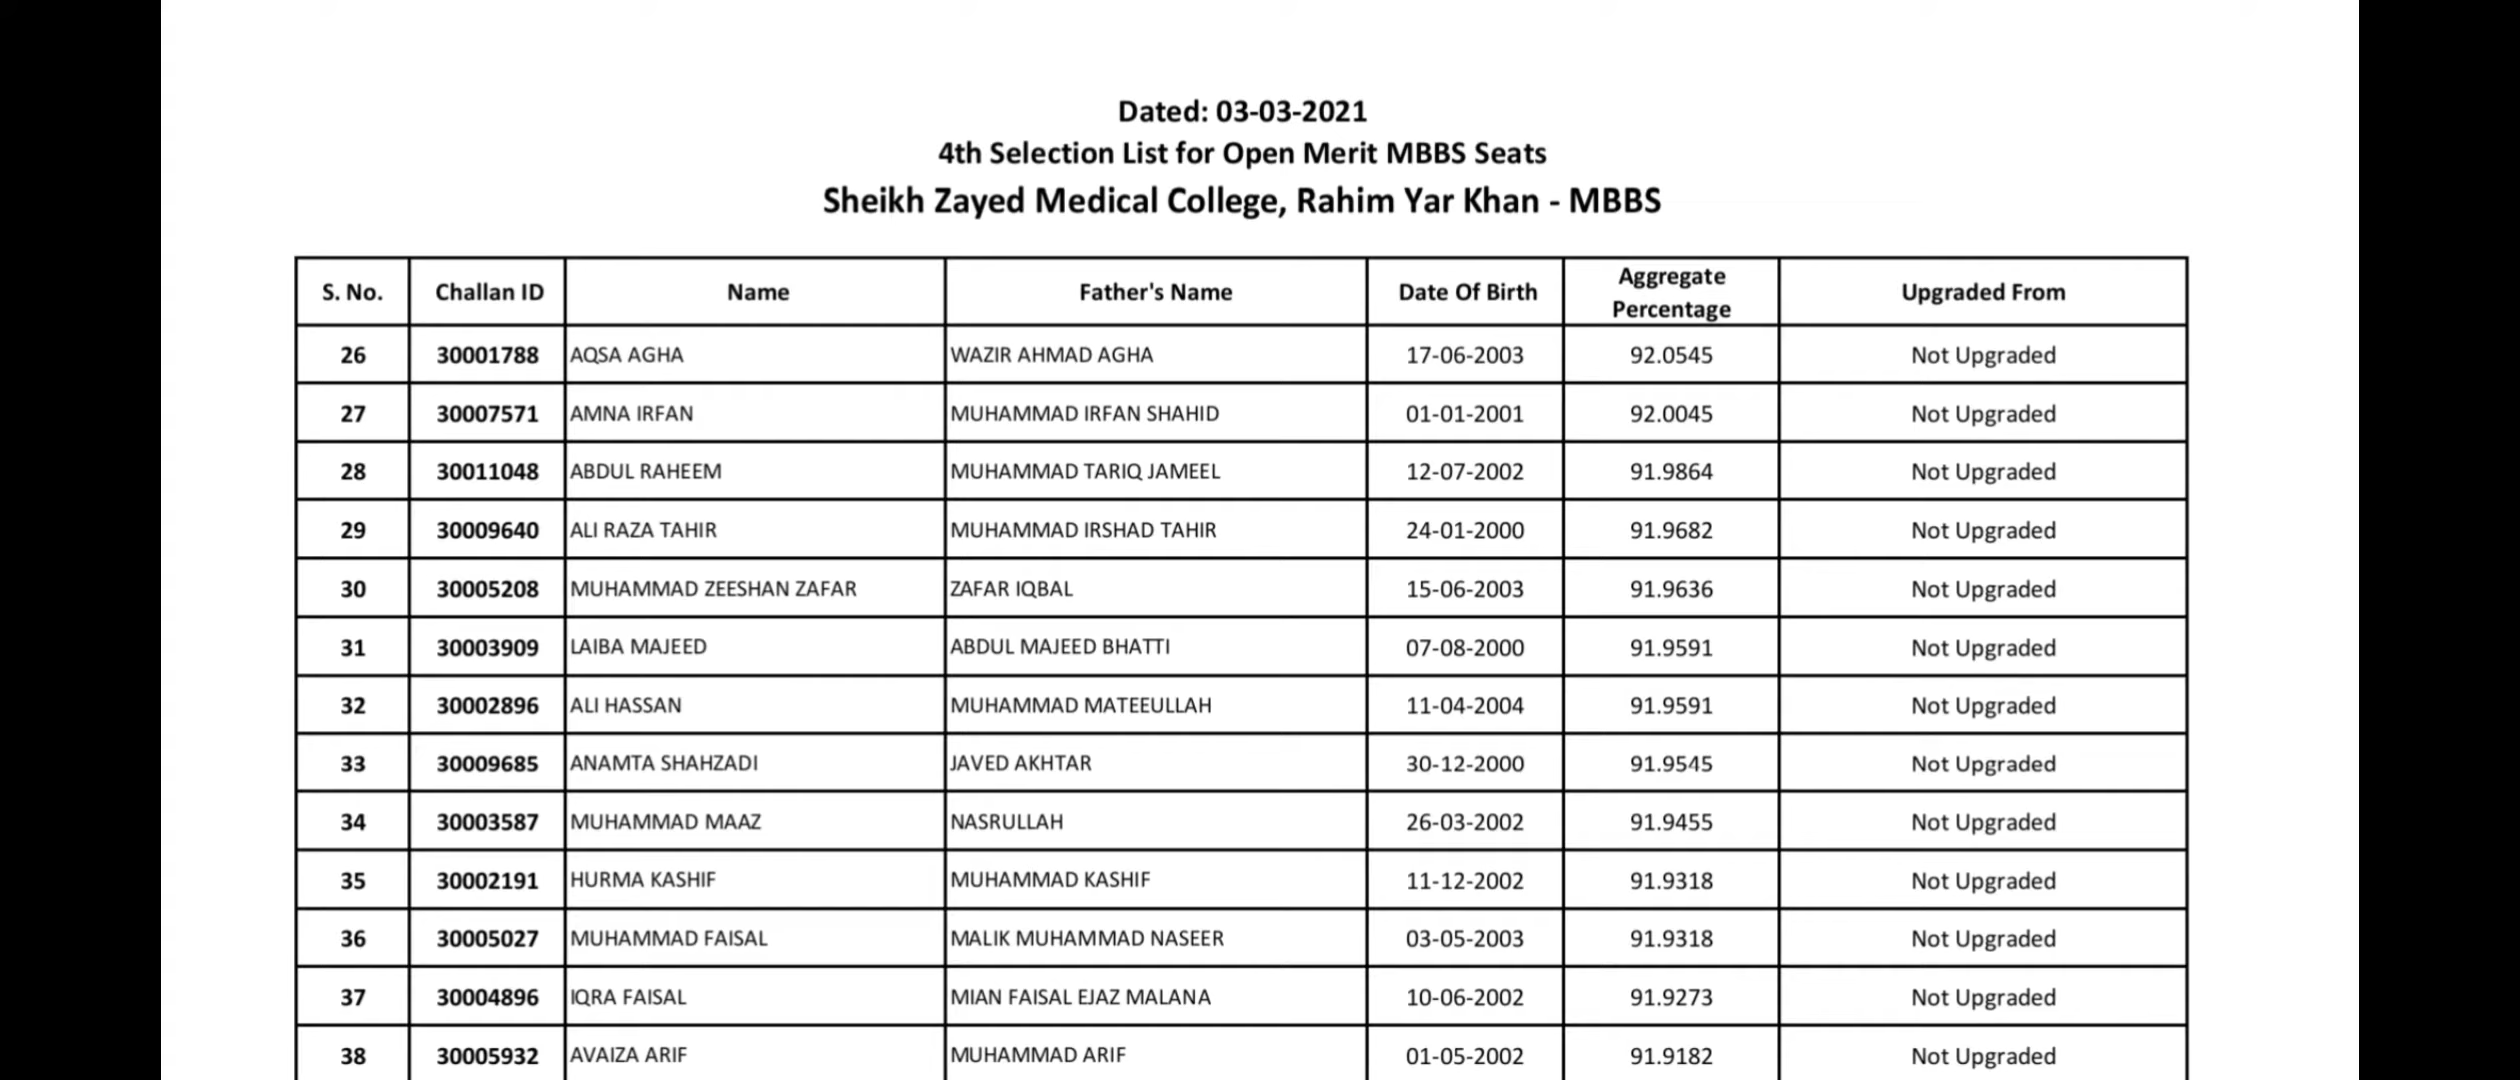 Dated: 03-03-2021
4th Selection List for Open Merit MBBS Seats
Sheikh Zayed Medical College, Rahim Yar Khan - MBBS
S. No. Challan ID Name Father's Name Date Of Birth Aggregate Percentage Upgraded From
26 30001788 AQSA AGHA WAZIR AHMAD AGHA 17-06-2003 92.0545 Not Upgraded
27 30007571 AMNA IRFAN MUHAMMAD IRFAN SHAHID 01-01-2001 92.0045 Not Upgraded
28 30011048 ABDUL RAHEEM MUHAMMAD TARIQ JAMEEL 12-07-2002 91.9864 Not Upgraded
29 30009640 ALI RAZA TAHIR MUHAMMAD IRSHAD TAHIR 24-01-2000 91.9682 Not Upgraded
30 30005208 MUHAMMAD ZEESHAN ZAFAR ZAFAR IQBAL 15-06-2003 91.9636 Not Upgraded
31 30003909 LAIBA MAJEED ABDUL MAJEED BHATTI 07-08-2000 91.9591 Not Upgraded
32 30002896 ALI HASSAN MUHAMMAD MATEEULLAH 11-04-2004 91.9591 Not Upgraded
33 30009685 ANAMTA SHAHZADI JAVED AKHTAR 30-12-2000 91.9545 Not Upgraded
34 30003587 MUHAMMAD MAAZ NASRULLAH 26-03-2002 91.9455 Not Upgraded
35 30002191 HURMA KASHIF MUHAMMAD KASHIF 11-12-2002 91.9318 Not Upgraded
36 30005027 MUHAMMAD FAISAL MALIK MUHAMMAD NASEER 03-05-2003 91.9318 Not Upgraded
37 30004896 IQRA FAISAL MIAN FAISAL EJAZ MALANA 10-06-2002 91.9273 Not Upgraded
38 30005932 AVAIZA ARIF MUHAMMAD ARIF 01-05-2002 91.9182 Not Upgraded